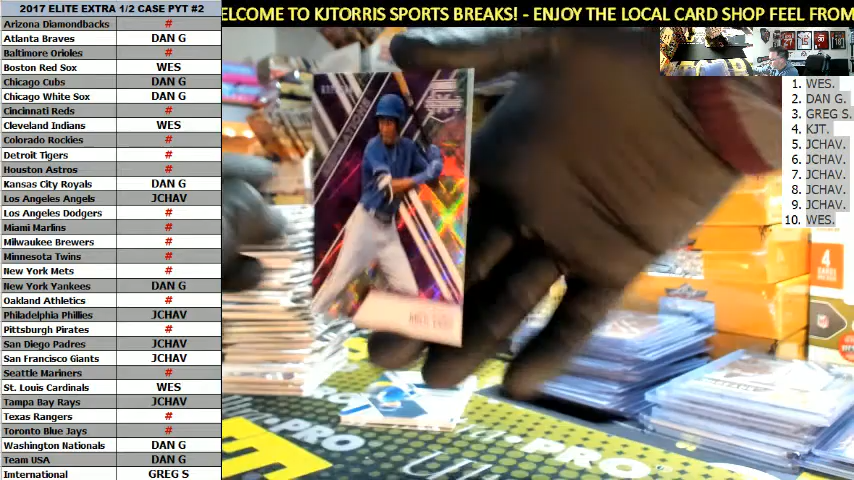 2017 ELITE EXTRA 1/2 CASE PYT #2
Arizona Diamondbacks #
Atlanta Braves DAN G
Baltimore Orioles #
Boston Red Sox WES
Chicago Cubs DAN G
Chicago White Sox DAN G
Cincinnati Reds #
Cleveland Indians WES
Colorado Rockies #
Detroit Tigers #
Houston Astros #
Kansas City Royals DAN G
Los Angeles Angels JCHAV
Los Angeles Dodgers #
Miami Marlins #
Milwaukee Brewers #
Minnesota Twins #
New York Mets #
New York Yankees DAN G
Oakland Athletics #
Philadelphia Phillies JCHAV
Pittsburgh Pirates #
San Diego Padres JCHAV
San Francisco Giants JCHAV
Seattle Mariners #
St. Louis Cardinals WES
Tampa Bay Rays JCHAV
Texas Rangers #
Toronto Blue Jays #
Washington Nationals DAN G
Team USA DAN G
International GREG S
ELCOME TO KJTORRIS SPORTS BREAKS! - ENJOY THE LOCAL CARD SHOP FEEL FROM
1. WES.
2. DAN G.
3. GREG S.
4. KJT.
5. JCHAV.
6. JCHAV.
7. JCHAV.
8. JCHAV.
9. JCHAV.
10. WES.
4
CARDS
PRO